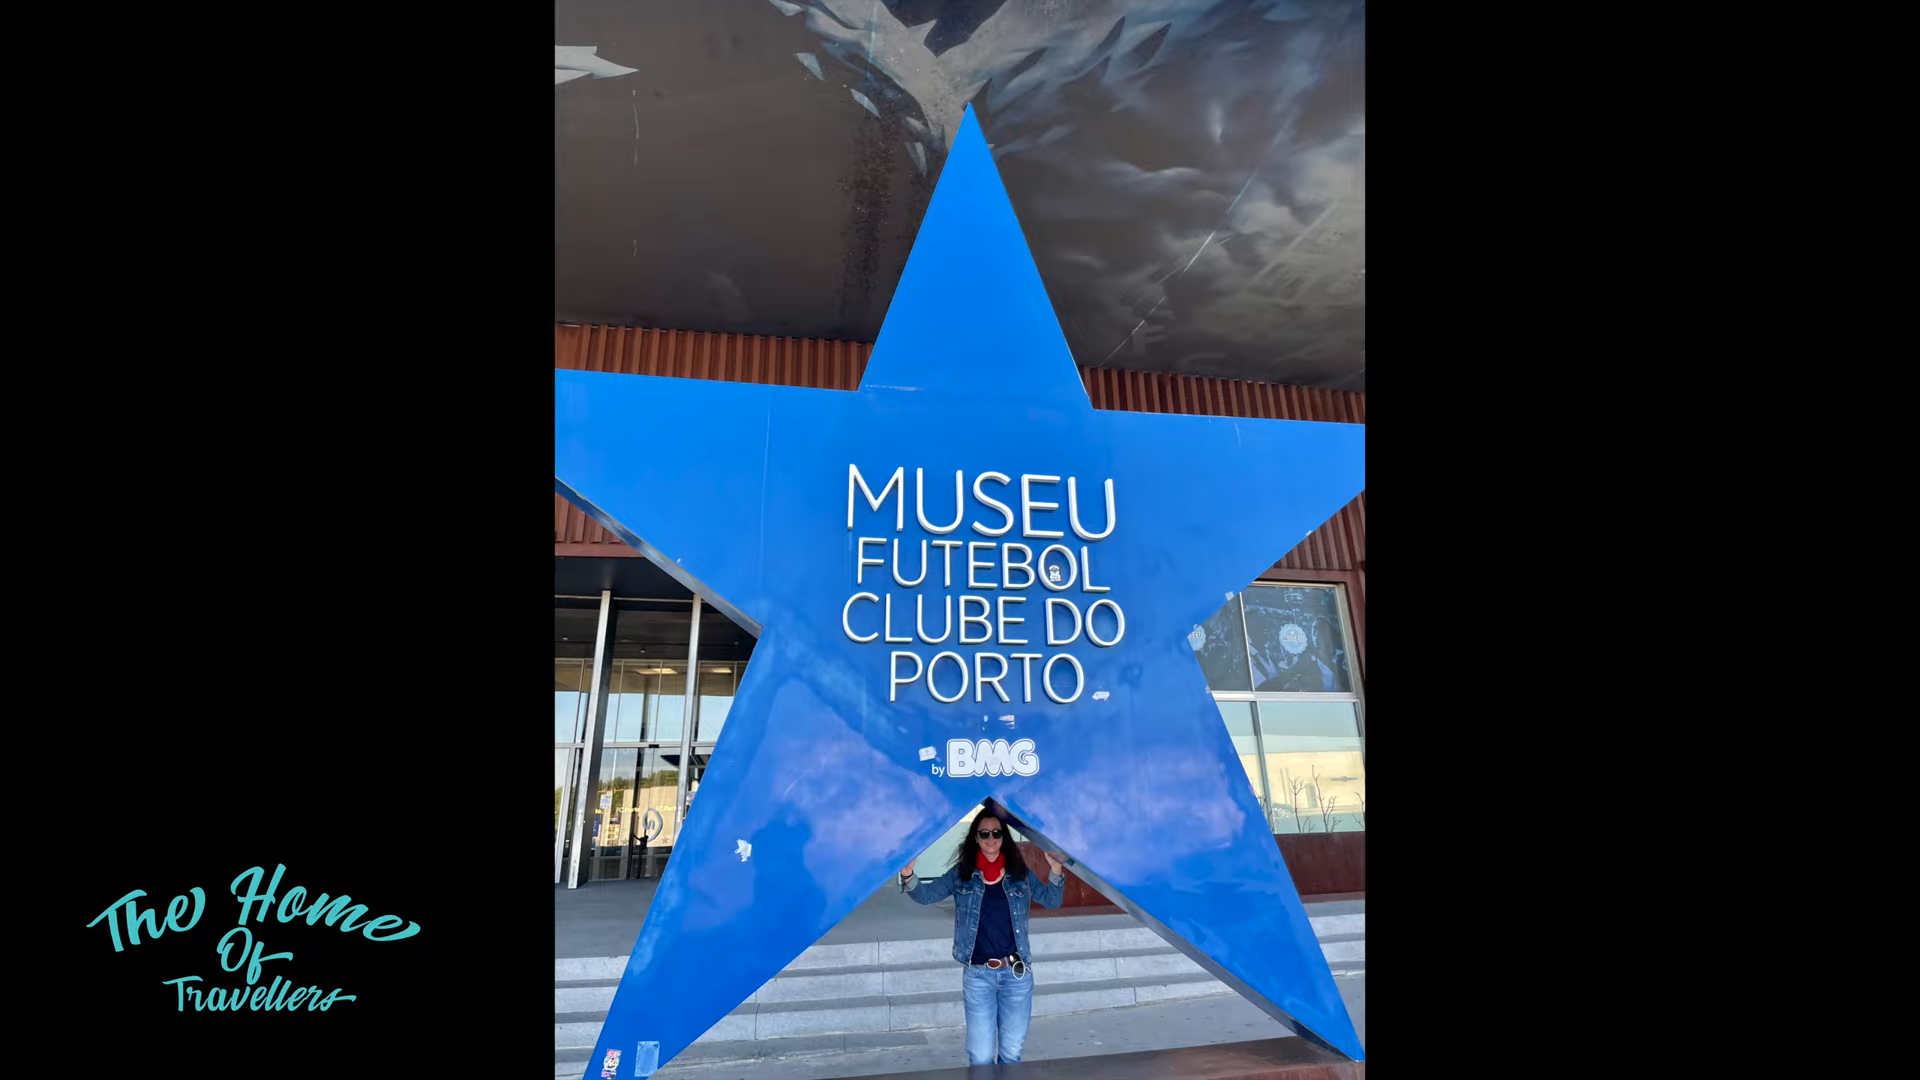 MUSEU
FUTEBOL
CLUBE DO
PORTO
by BMG
The Home
Of
Travellers